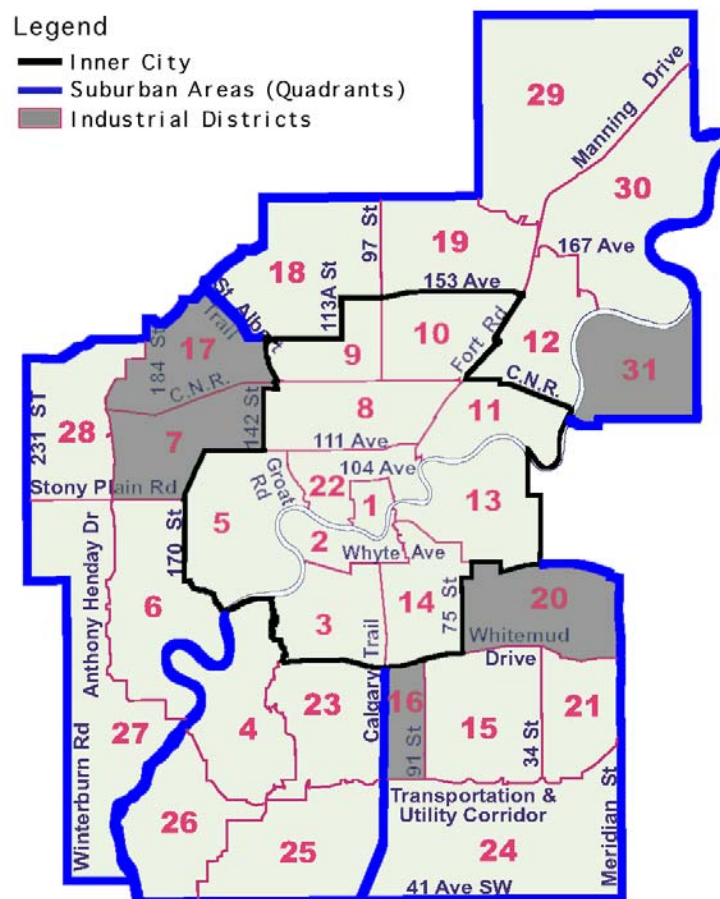 Legend
Inner City
Suburban Areas (Quadrants)
Industrial Districts
29
Manning Drive
30
97 St
19
167 Ave
18
113A St
153 Ave
St. Albert
Trail
17
184 St
9
10
Fort Rd
12
31
C.N.R.
C.N.R.
28
231 ST
142 St
8
11
7
111 Ave
Stony Plain Rd
Groat Rd
104 Ave
22
1
13
5
170 St
2
Whyte Ave
Anthony Henday Dr
6
3
14
75 St
20
Whitemud
Drive
Calgary Trail
23
16
91 St
15
34 St
21
4
27
Winterburn Rd
Transportation &
Utility Corridor
Meridian St
26
25
24
41 Ave SW